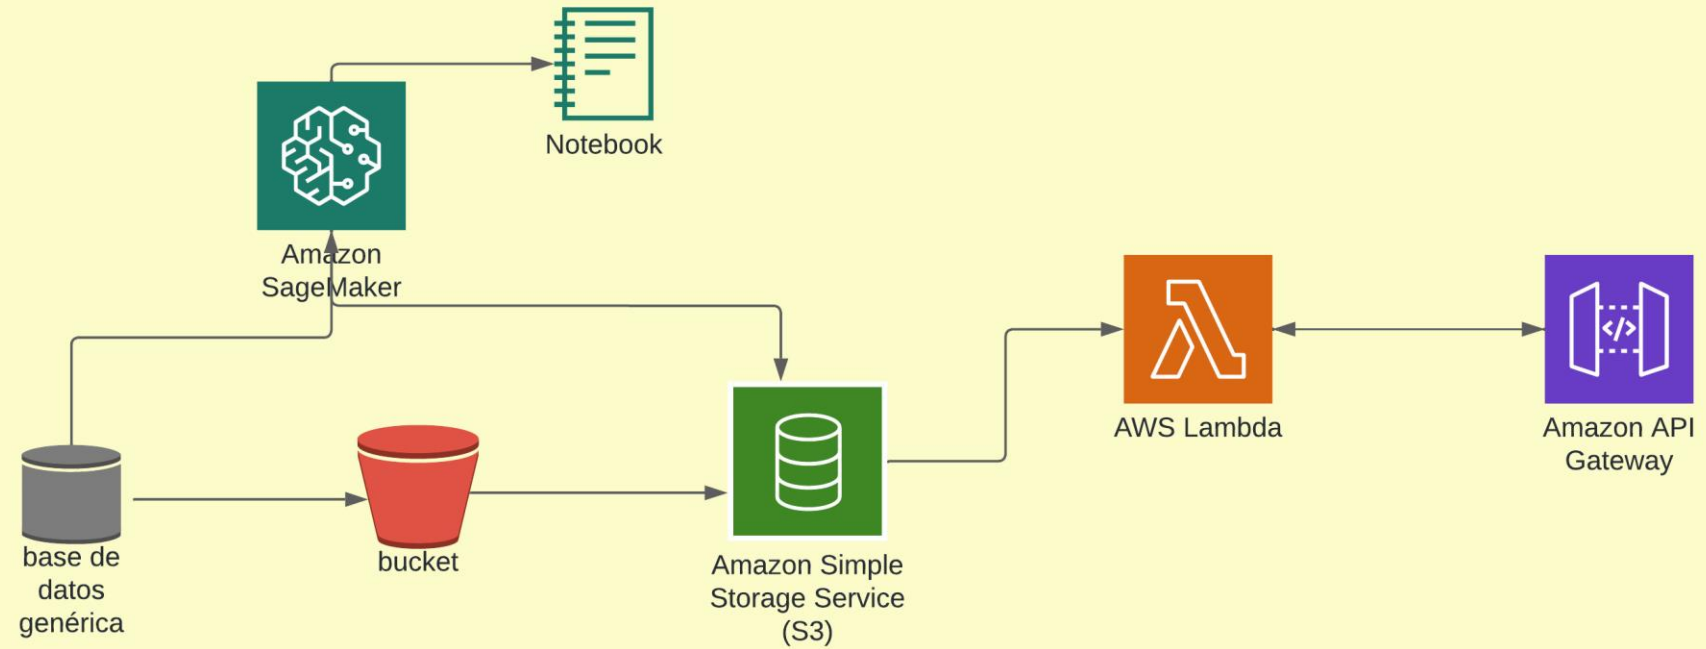 Notebook
Amazon
SageMaker
base de
datos
genérica
bucket
Amazon Simple
Storage Service
(S3)
AWS Lambda
Amazon API
Gateway